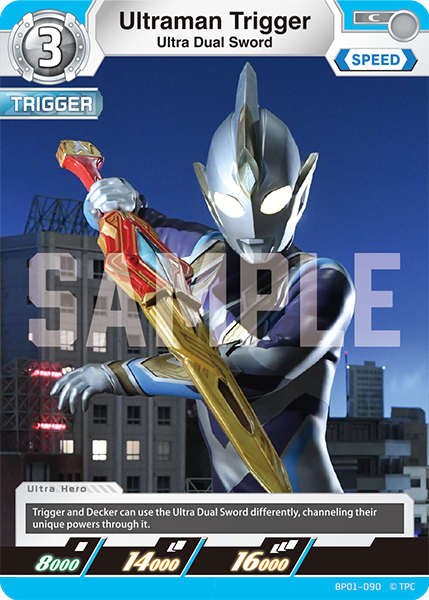 3
Ultraman Trigger
Ultra Dual Sword
C
SPEED
TRIGGER
SAMPLE
Ultra Hero
Trigger and Decker can use the Ultra Dual Sword differently, channeling their
unique powers through it.
8000
14000
16000
BP01-090 © TPC